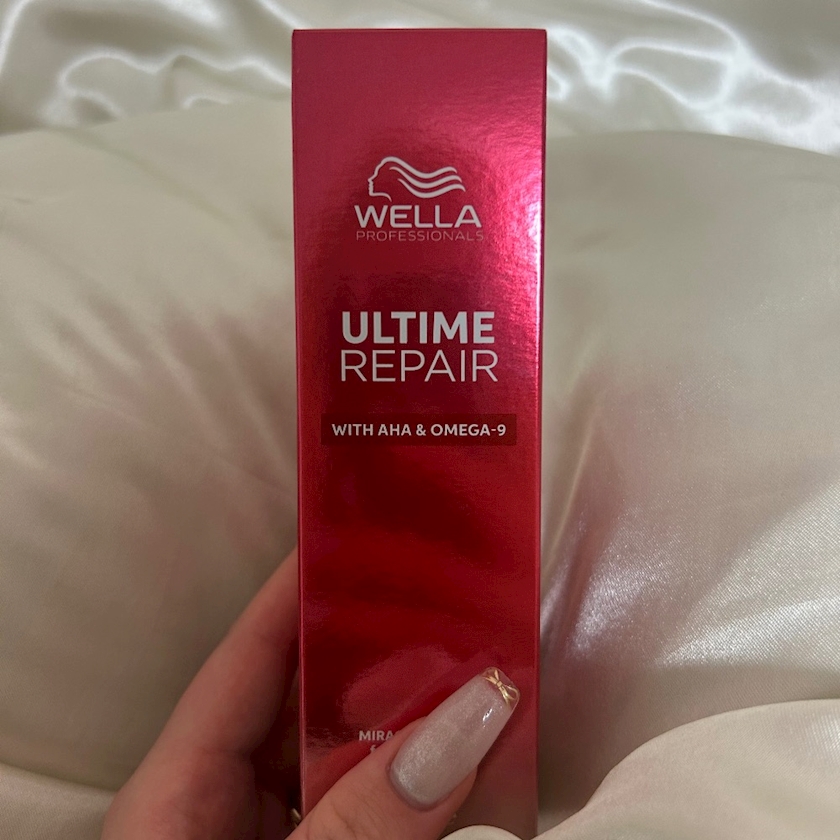 WELLA
PROFESSIONALS
ULTIME
REPAIR
WITH AHA & OMEGA-9